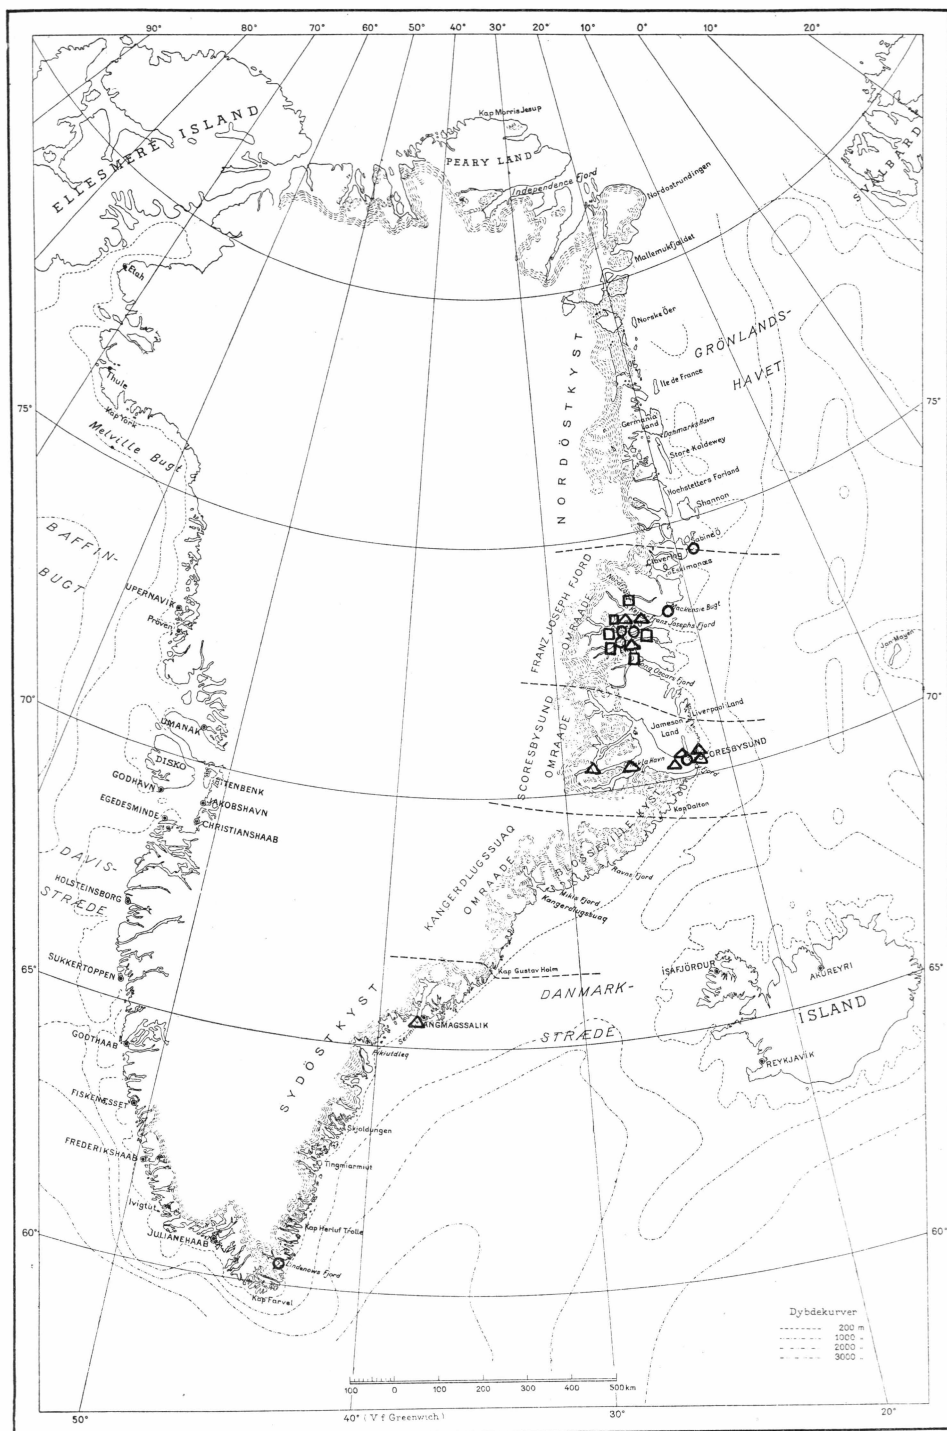 90° 80° 70° 60° 50° 40° 30° 20° 10° 0° 10° 20°
ELLESMERE ISLAND
Kap Morris Jesup
PEARY LAND
Independence Fjord
SVALBARD
Nordostrundingen
Mallemukfjældet
Etah
Norske Öer
GRÖNLANDS-
HAVET
NORDÖSTKYST
Ile de France
Thule
Kap York
75°
75°
Germania
Land
Danmarks Havn
Melville Bugt
Store Koldewey
Hochstetters Forland
Shannon
BAFFIN-
BUGT
Sabine Ö
Clavering
Eskimonæs
UPERNAVIK
Pröven
FRANZ JOSEPH FJORD
OMRAADE
Mackenzie Bugt
Franz Josephs Fjord
Jan Mayen
Kong Oscars Fjord
70°
70°
UMANAK
Liverpool Land
Jameson
Land
DISKO
SCORESBYSUND
OMRAADE
SCORESBYSUND
GODHAVN
RITENBENK
JAKOBSHAVN
EGEDESMINDE
CHRISTIANSHAAB
Kap Dalton
BLOSSEVILLE KYST
KANGERDLUGSSUAQ
OMRAADE
DAVIS-
STRÆDE
Ravns Fjord
HOLSTEINSBORG
Mikis Fjord
Kangerdlugssuaq
SUKKERTOPPEN
65°
65°
Kap Gustav Holm
ISAFJÖRDUR
AKUREYRI
DANMARK-
STRÆDE
ISLAND
ANGMAGSSALIK
GODTHAAB
REYKJAVIK
SYDÖSTKYST
FISKENÆSSET
Skjoldungen
FREDERIKSHAAB
Tingmiarmiut
Ivigtut
60°
60°
JULIANEHAAB
Kap Herluf Trolle
Lindenows Fjord
Kap Farvel
Dybdekurver
200 m
1000 -
2000 -
3000 -
100 0 100 200 300 400 500 km
50° 40° (V f Greenwich) 30° 20°